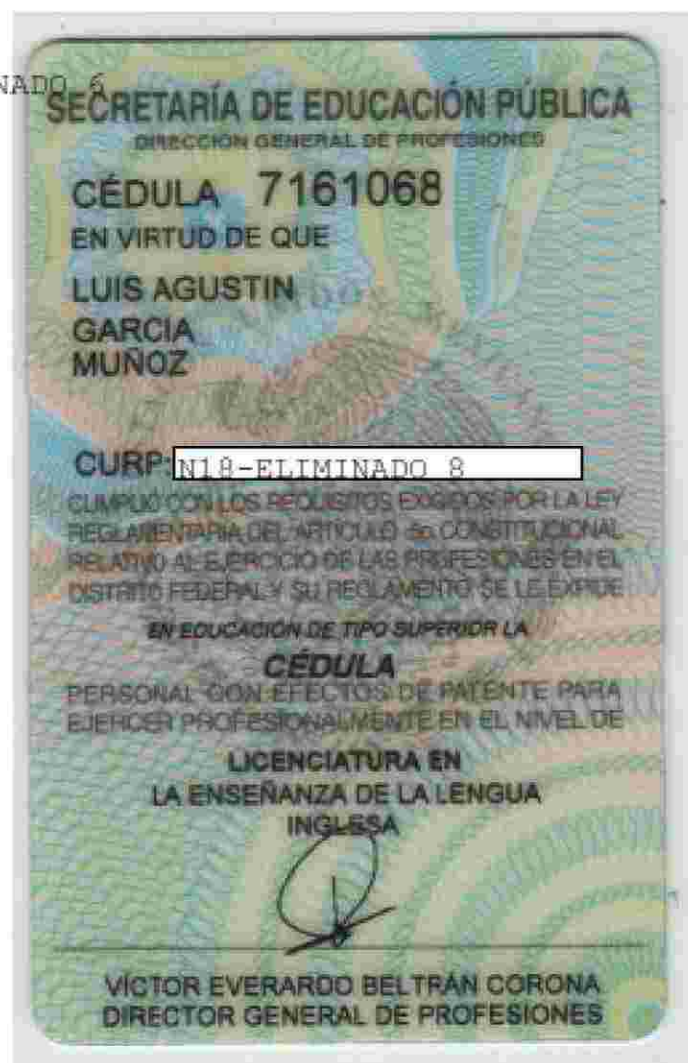 NADO 6
SECRETARÍA DE EDUCACIÓN PÚBLICA
DIRECCIÓN GENERAL DE PROFESIONES
CÉDULA 7161068
EN VIRTUD DE QUE
LUIS AGUSTIN
GARCIA
MUÑOZ
CURP: N18-ELIMINADO 8
CUMPLIÓ CON LOS REQUISITOS EXIGIDOS POR LA LEY
REGLAMENTARIA DEL ARTÍCULO 5o CONSTITUCIONAL
RELATIVO AL EJERCICIO DE LAS PROFESIONES EN EL
DISTRITO FEDERAL Y SU REGLAMENTO SE LE EXPIDE
EN EDUCACIÓN DE TIPO SUPERIOR LA
CÉDULA
PERSONAL CON EFECTOS DE PATENTE PARA
EJERCER PROFESIONALMENTE EN EL NIVEL DE
LICENCIATURA EN
LA ENSEÑANZA DE LA LENGUA
INGLESA
VÍCTOR EVERARDO BELTRÁN CORONA
DIRECTOR GENERAL DE PROFESIONES